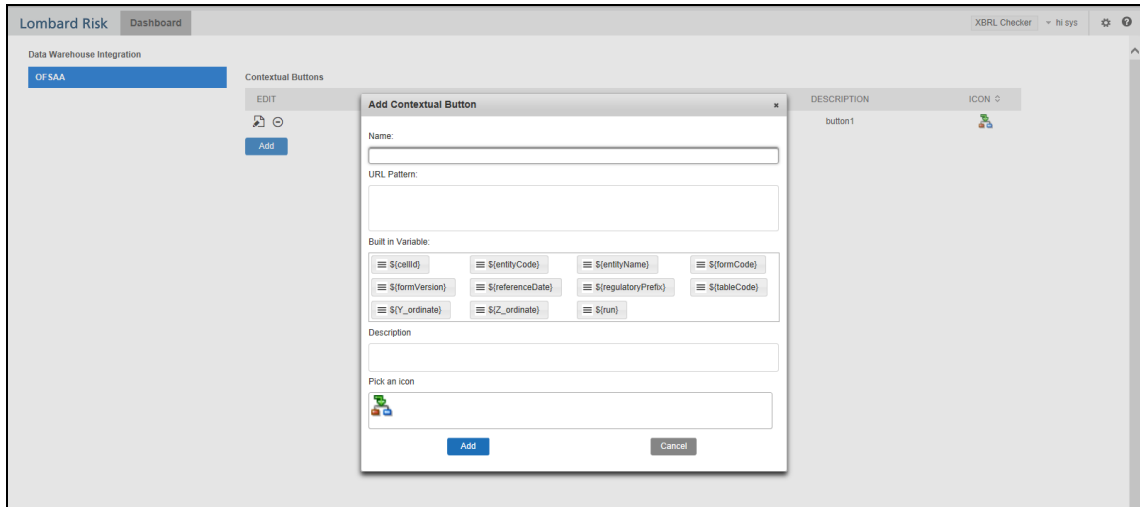 Lombard Risk Dashboard XBRL Checker hi sys
Data Warehouse Integration
OFSAA
Contextual Buttons
EDIT DESCRIPTION ICON
button1
Add
Add Contextual Button
Name:
URL Pattern:
Built in Variable:
${cellId} ${entityCode} ${entityName} ${formCode}
${formVersion} ${referenceDate} ${regulatoryPrefix} ${tableCode}
${Y_ordinate} ${Z_ordinate} ${run}
Description
Pick an icon
Add Cancel